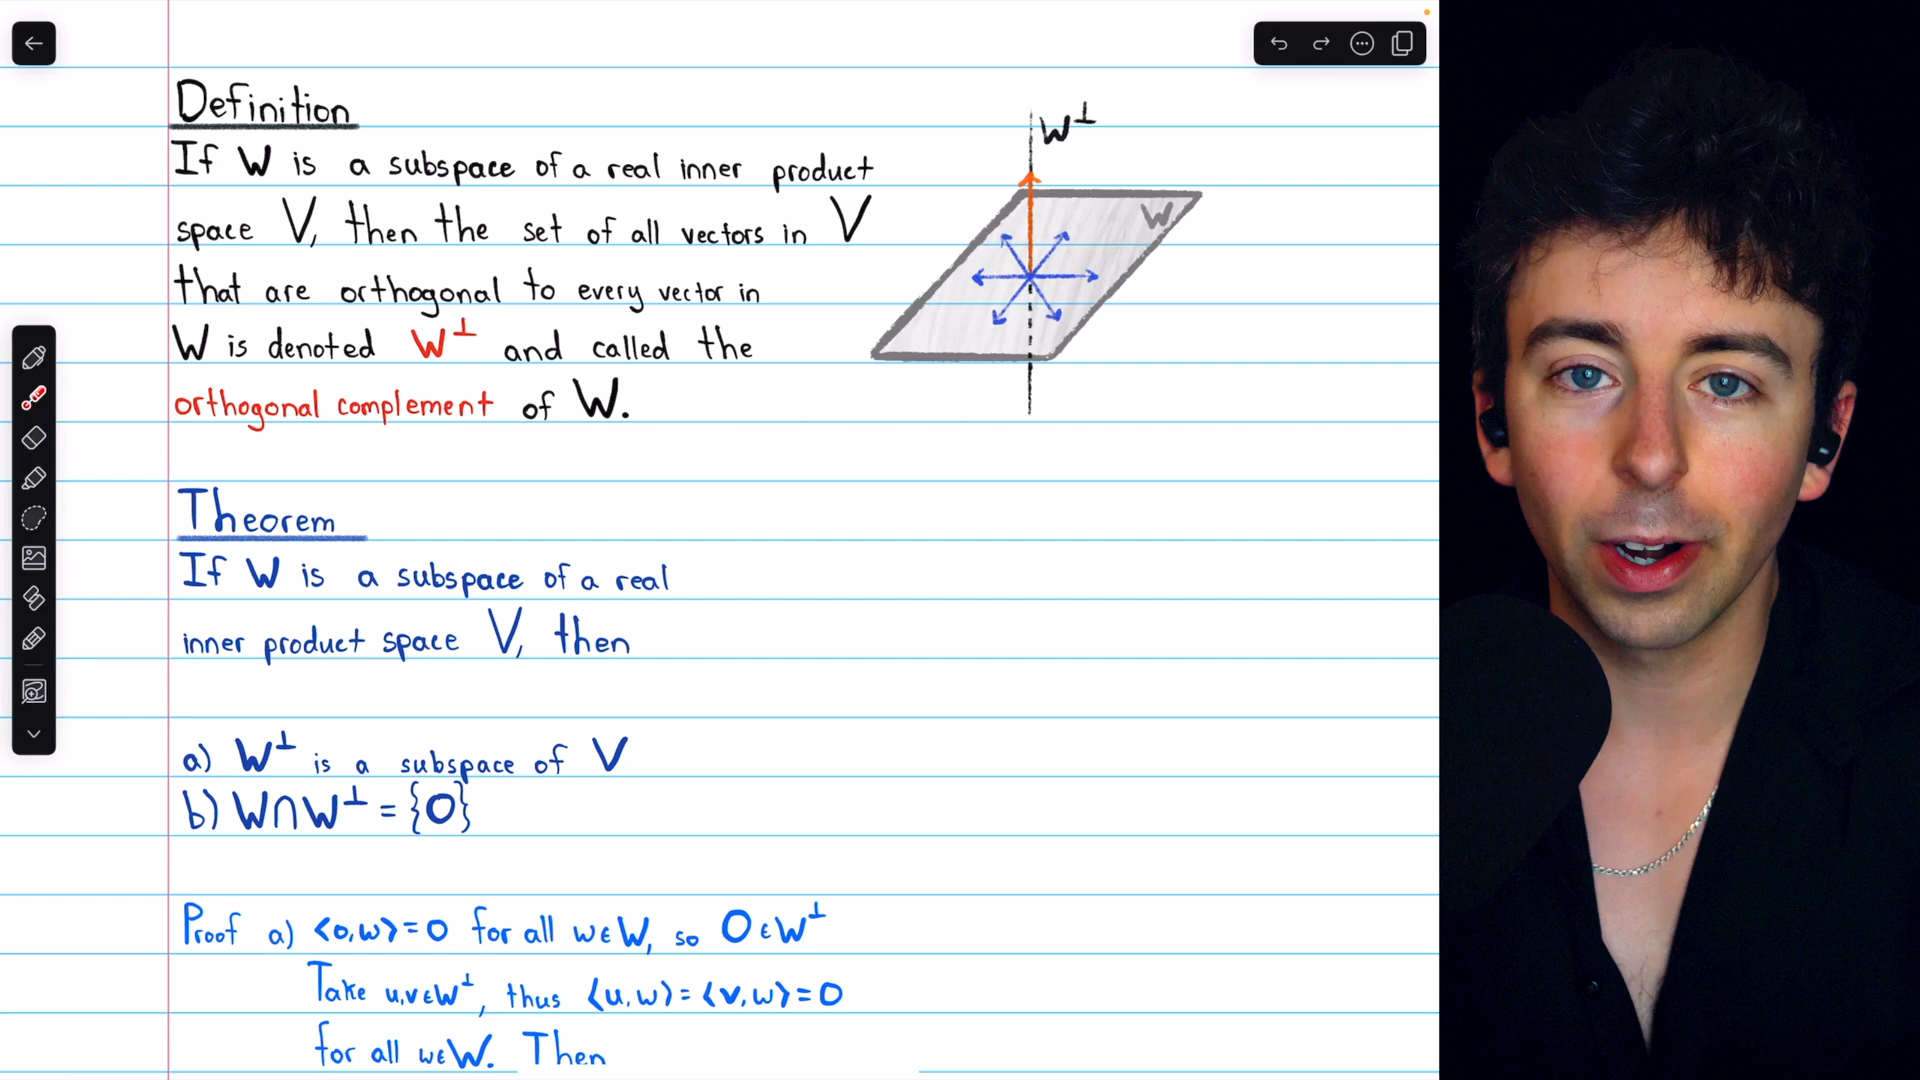 Definition
If W is a subspace of a real inner product
space V, then the set of all vectors in V
that are orthogonal to every vector in
W is denoted W⊥ and called the
orthogonal complement of W.
W⊥
W
Theorem
If W is a subspace of a real
inner product space V, then
a) W⊥ is a subspace of V
b) W∩W⊥ = {0}
Proof a) ⟨0,w⟩=0 for all w∈W, so 0∈W⊥
Take u,v∈W⊥, thus ⟨u,w⟩=⟨v,w⟩=0
for all w∈W. Then